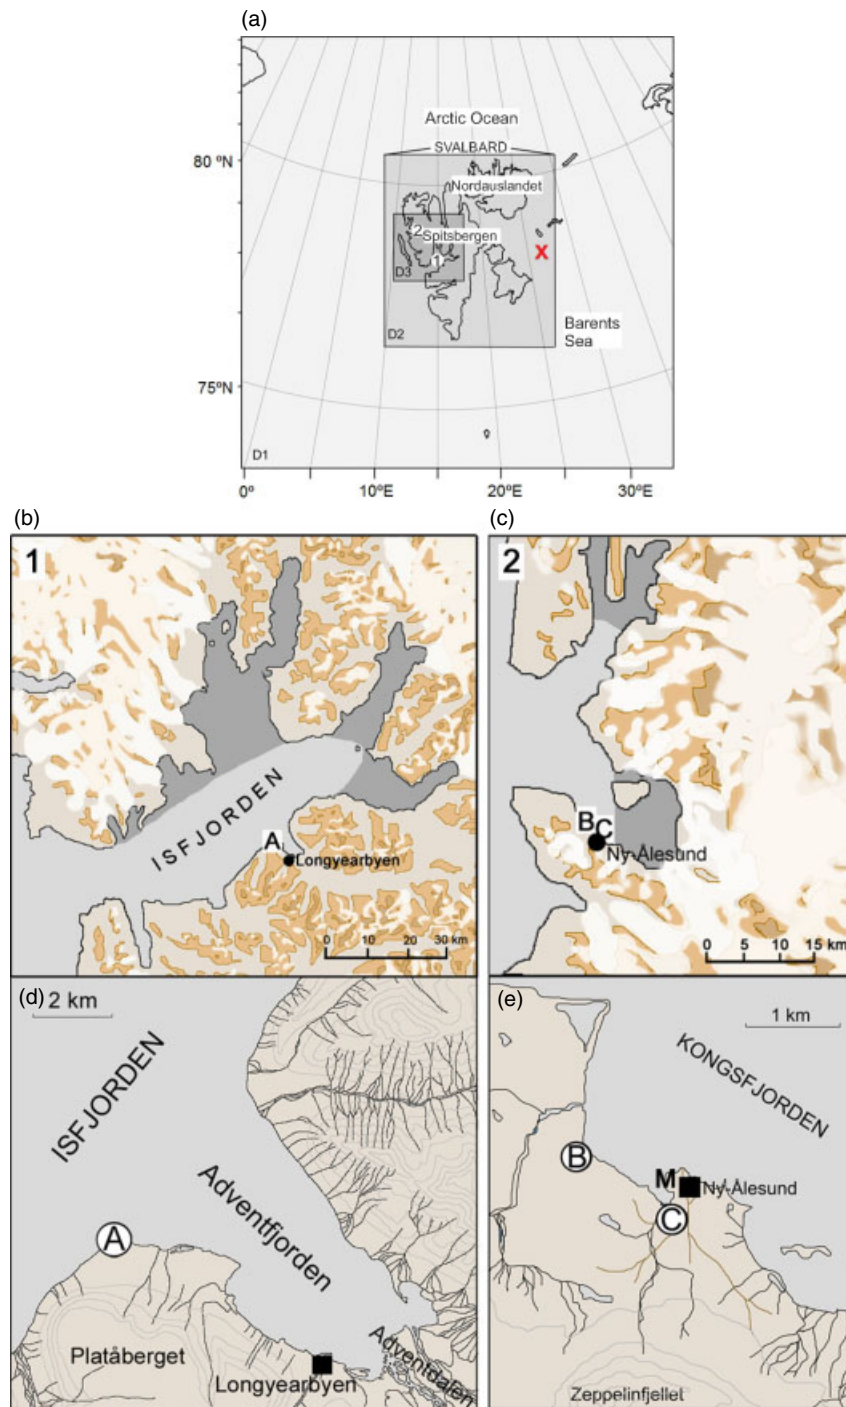 (a)
Arctic Ocean
80 ºN
SVALBARD
Nordauslandet
2
Spitsbergen
1
X
D3
D2
Barents
Sea
75ºN
D1
0º
10ºE
20ºE
30ºE
(b)
(c)
1
2
ISFJORDEN
A
Longyearbyen
0 10 20 30 km
B
C
Ny-Ålesund
0 5 10 15 km
(d)
2 km
ISFJORDEN
Adventfjorden
A
Platåberget
Longyearbyen
Adventdalen
(e)
1 km
KONGSFJORDEN
B
M
Ny-Ålesund
C
Zeppelinfjellet